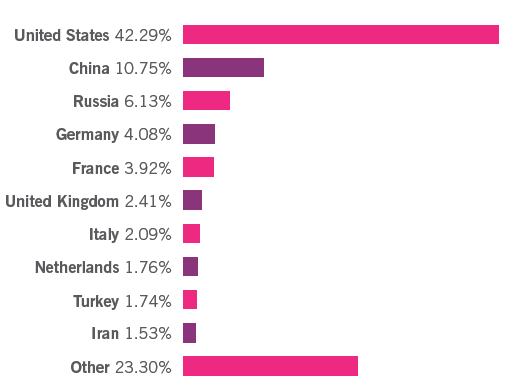 United States 42.29%
China 10.75%
Russia 6.13%
Germany 4.08%
France 3.92%
United Kingdom 2.41%
Italy 2.09%
Netherlands 1.76%
Turkey 1.74%
Iran 1.53%
Other 23.30%